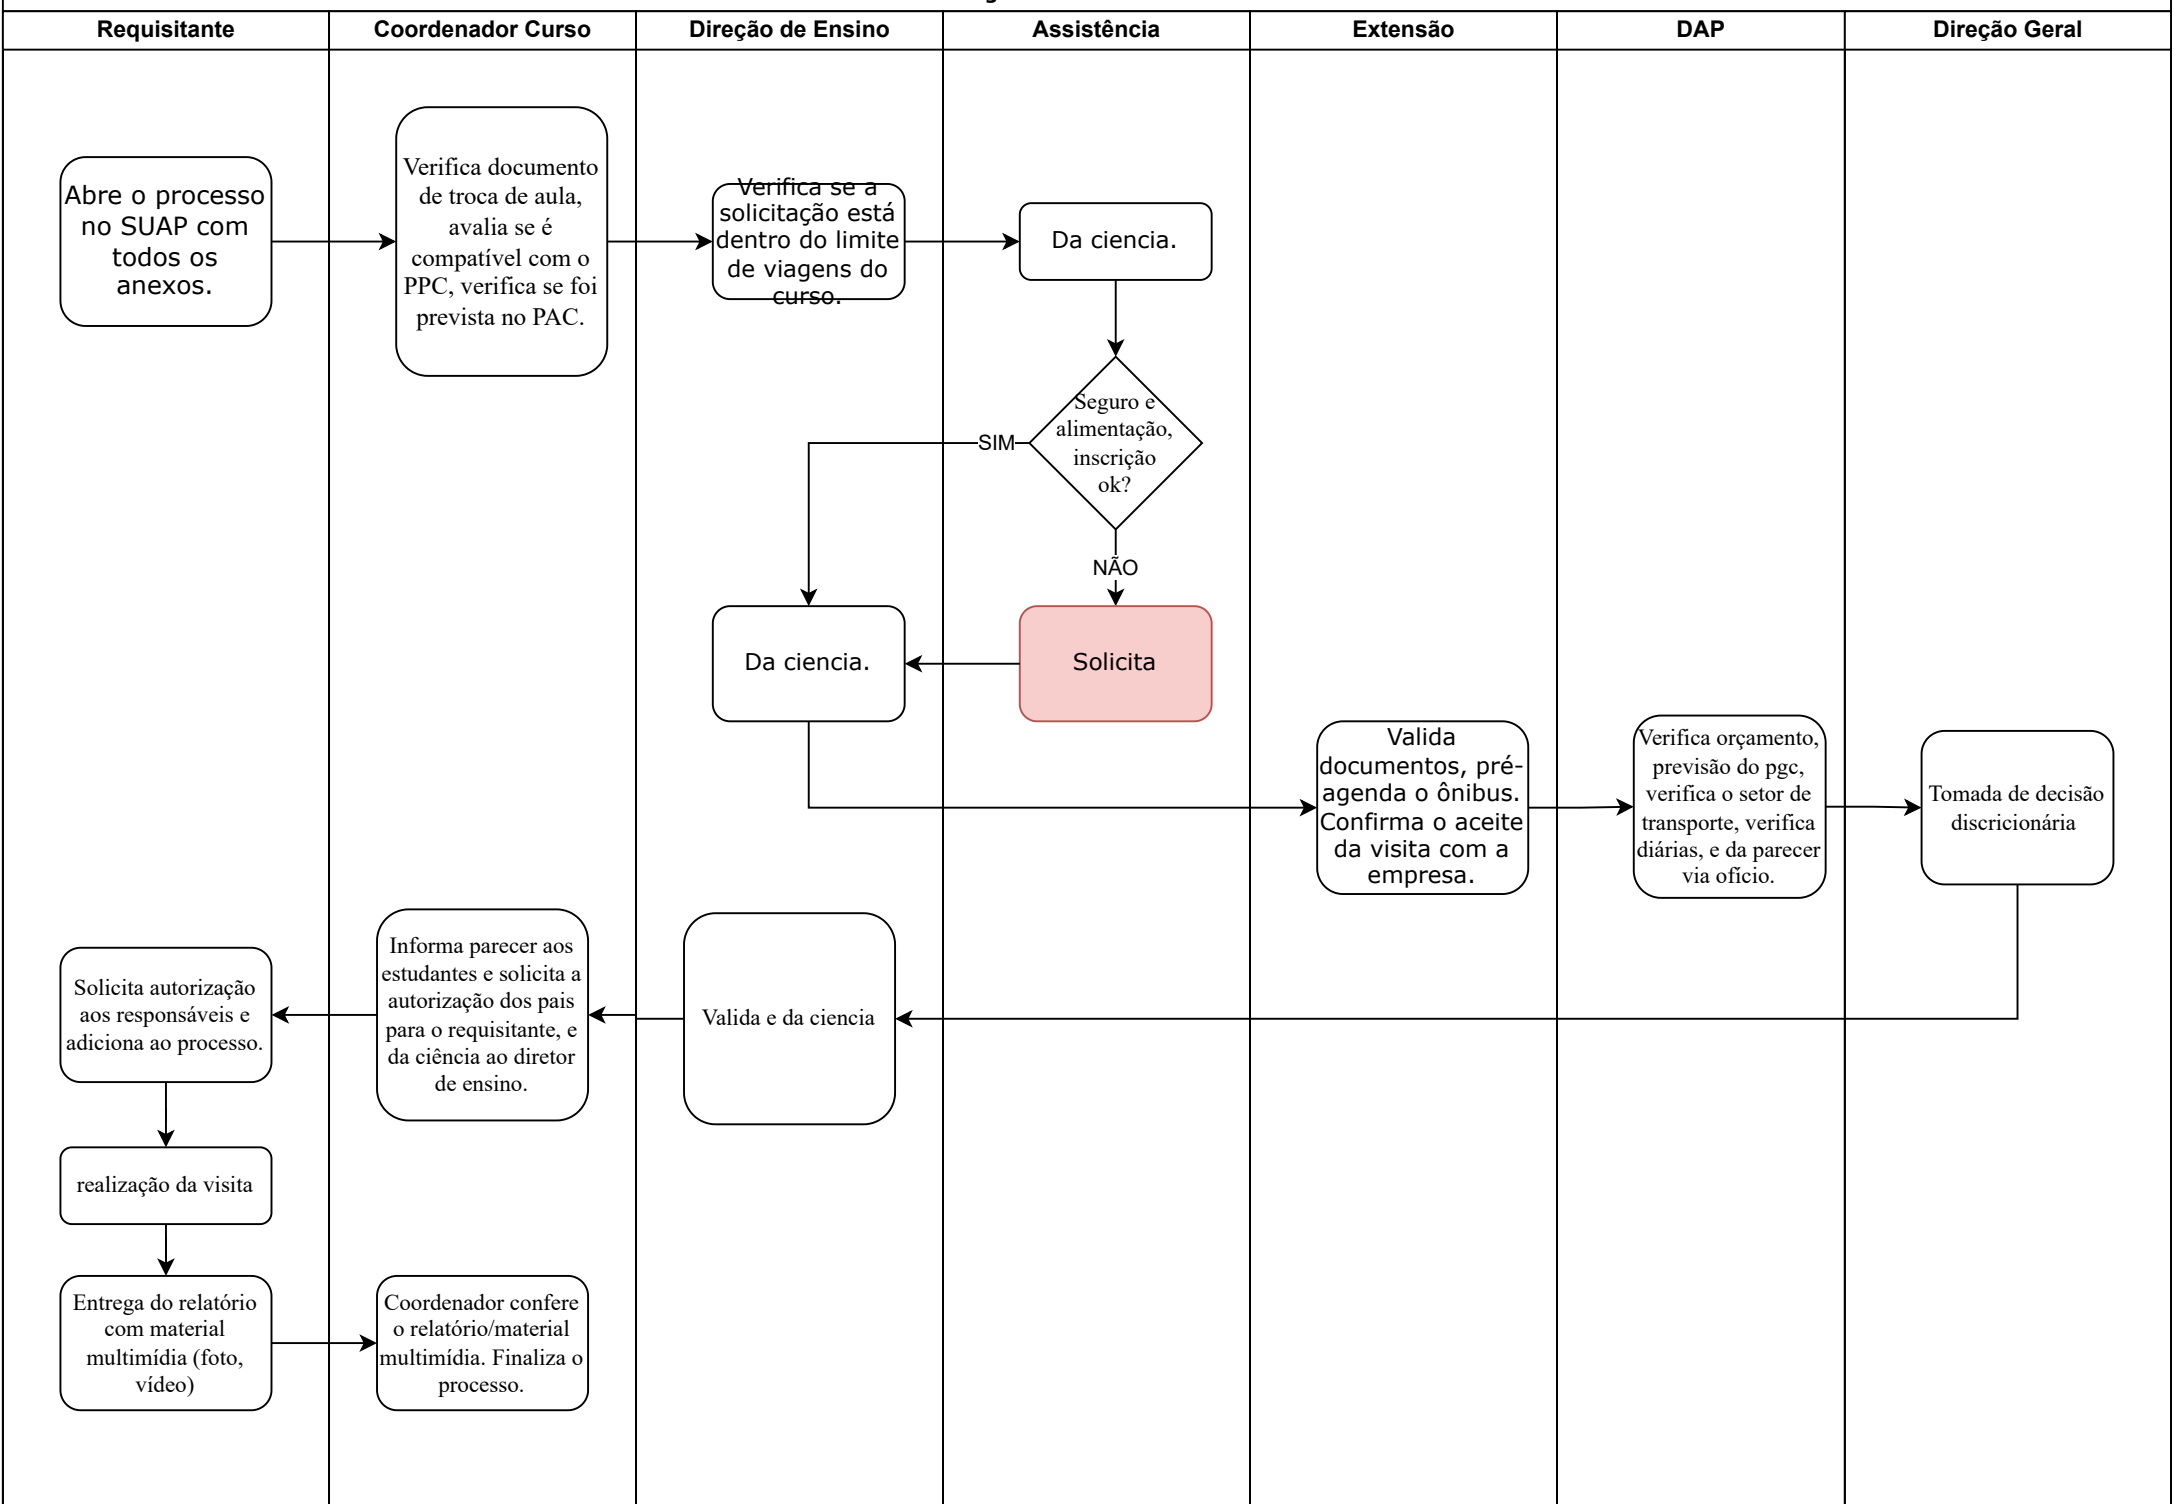 Requisitante
Coordenador Curso
Direção de Ensino
Assistência
Extensão
DAP
Direção Geral
Abre o processo
no SUAP com
todos os
anexos.
Verifica documento
de troca de aula,
avalia se é
compatível com o
PPC, verifica se foi
prevista no PAC.
Verifica se a
solicitação está
dentro do limite
de viagens do
curso.
Da ciencia.
Seguro e
alimentação,
inscrição
ok?
SIM
NÃO
Da ciencia.
Solicita
Valida
documentos, pré-
agenda o ônibus.
Confirma o aceite
da visita com a
empresa.
Verifica orçamento,
previsão do pgc,
verifica o setor de
transporte, verifica
diárias, e da parecer
via ofício.
Tomada de decisão
discricionária
Solicita autorização
aos responsáveis e
adiciona ao processo.
Informa parecer aos
estudantes e solicita a
autorização dos pais
para o requisitante, e
da ciência ao diretor
de ensino.
Valida e da ciencia
realização da visita
Entrega do relatório
com material
multimídia (foto,
vídeo)
Coordenador confere
o relatório/material
multimídia. Finaliza o
processo.